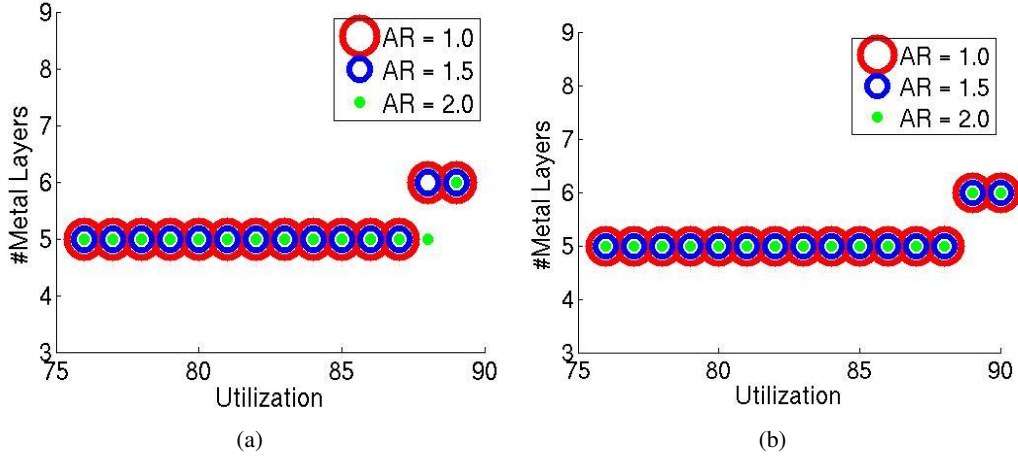 9
8
7
6
5
4
3
#Metal Layers
75
80
85
90
Utilization
AR = 1.0
AR = 1.5
AR = 2.0
(a)
9
8
7
6
5
4
3
#Metal Layers
75
80
85
90
Utilization
AR = 1.0
AR = 1.5
AR = 2.0
(b)